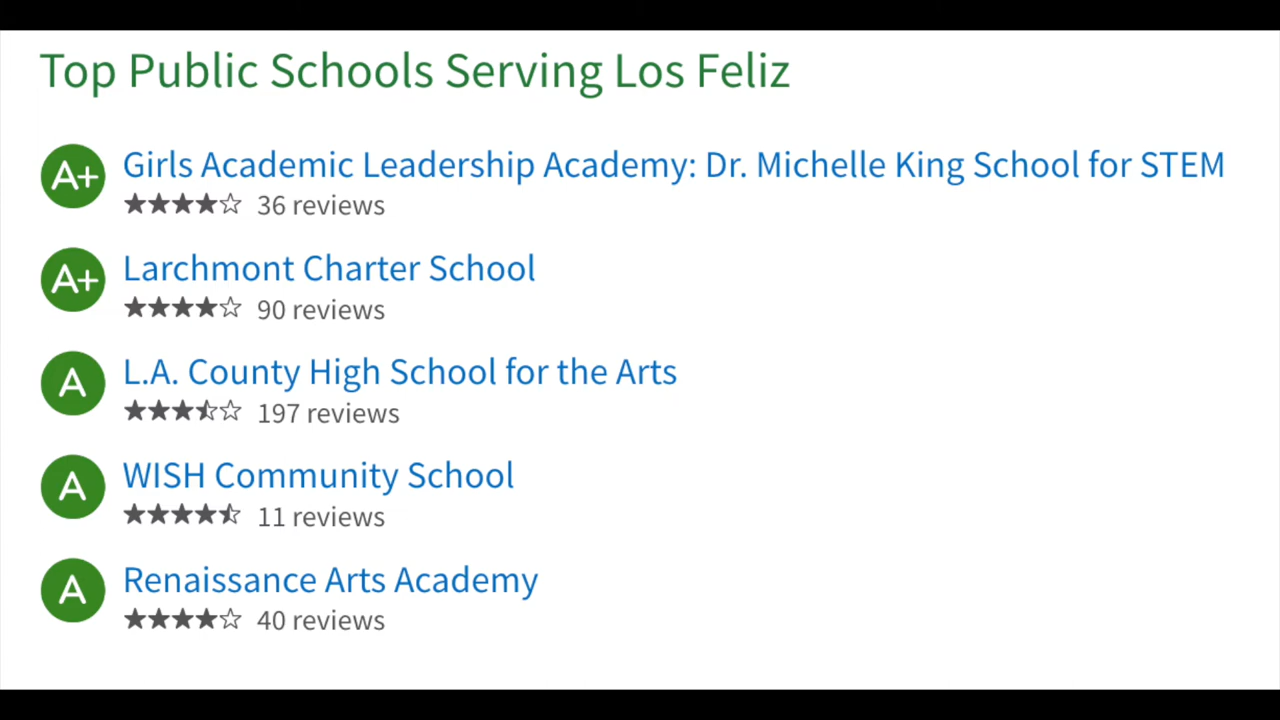 Top Public Schools Serving Los Feliz
A+ Girls Academic Leadership Academy: Dr. Michelle King School for STEM
★★★★☆ 36 reviews
A+ Larchmont Charter School
★★★★☆ 90 reviews
A L.A. County High School for the Arts
197 reviews
A WISH Community School
11 reviews
A Renaissance Arts Academy
★★★★☆ 40 reviews